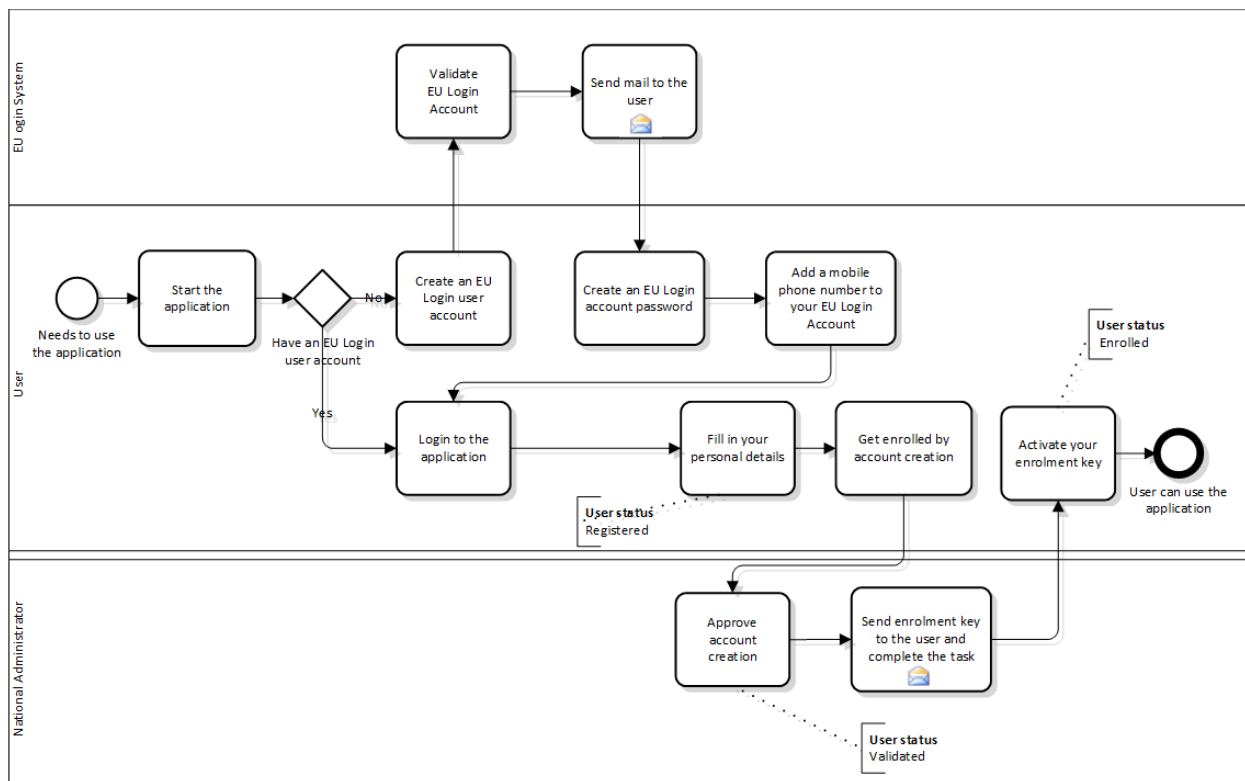 EU ogin System
Validate
EU Login
Account
Send mail to the
user
User
Needs to use
the application
Start the
application
Have an EU Login
user account
No
Yes
Create an EU
Login user
account
Create an EU Login
account password
Add a mobile
phone number to
your EU Login
Account
User status
Enrolled
Login to the
application
Fill in your
personal details
Get enrolled by
account creation
Activate your
enrolment key
User can use the
application
User status
Registered
National Administrator
Approve
account
creation
Send enrolment key
to the user and
complete the task
User status
Validated